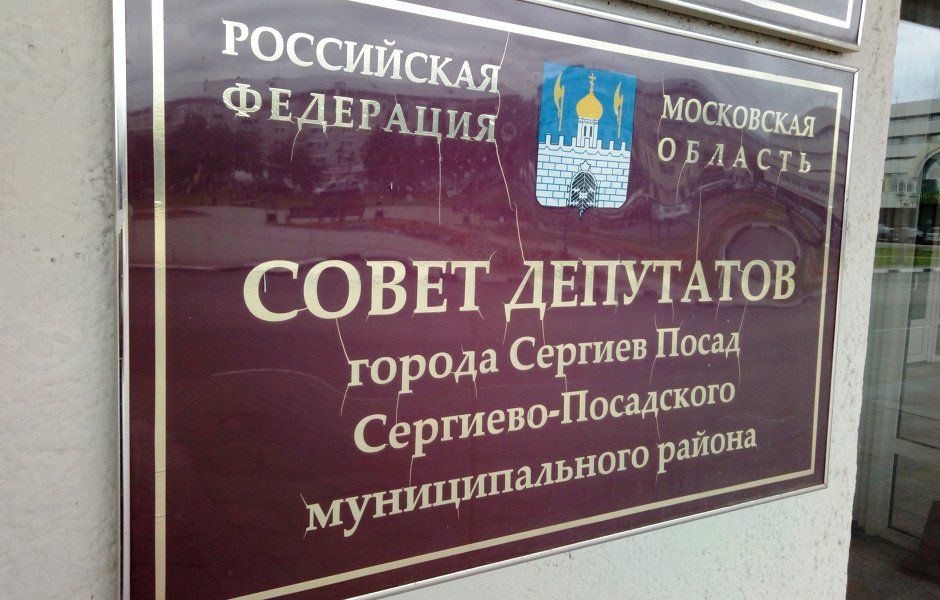 РОССИЙСКАЯ
ФЕДЕРАЦИЯ
МОСКОВСКАЯ
ОБЛАСТЬ
СОВЕТ ДЕПУТАТОВ
города Сергиев Посад
Сергиево-Посадского
муниципального района